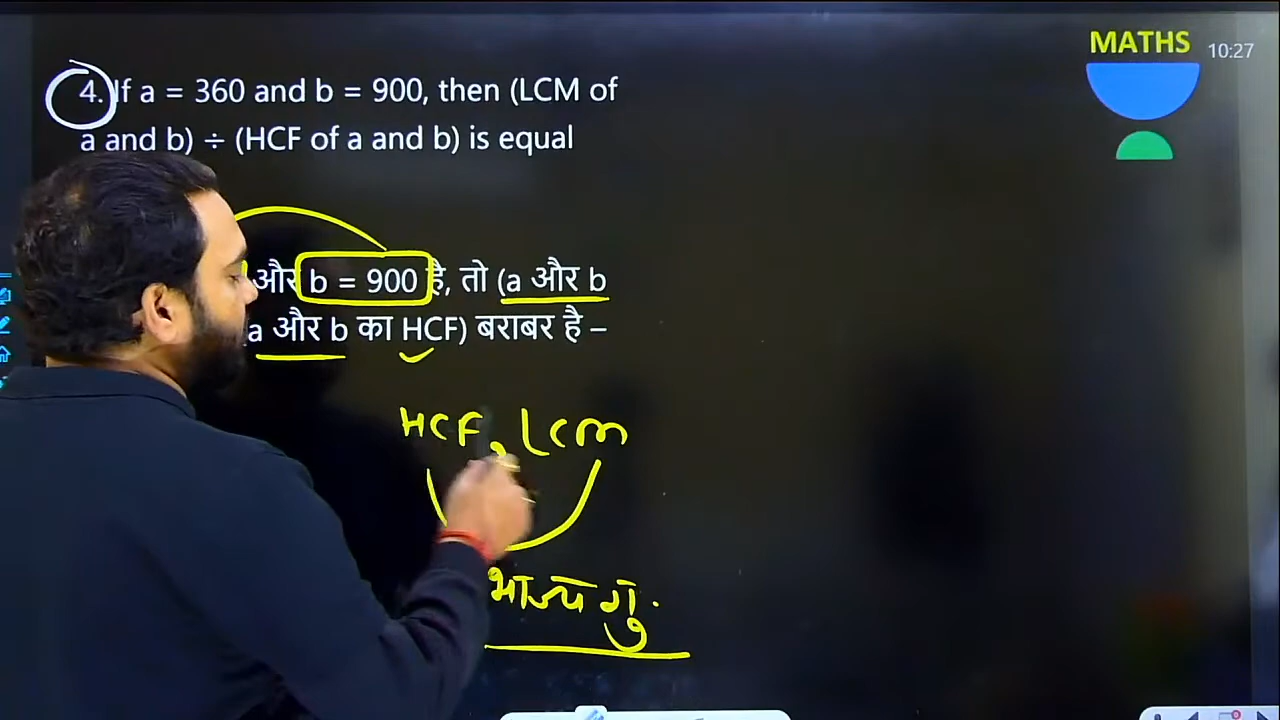 MATHS
10:27
4. If a = 360 and b = 900, then (LCM of
a and b) ÷ (HCF of a and b) is equal
और b = 900 है, तो (a और b
a और b का HCF) बराबर है –
HCF, LCM
भाज्य गु.